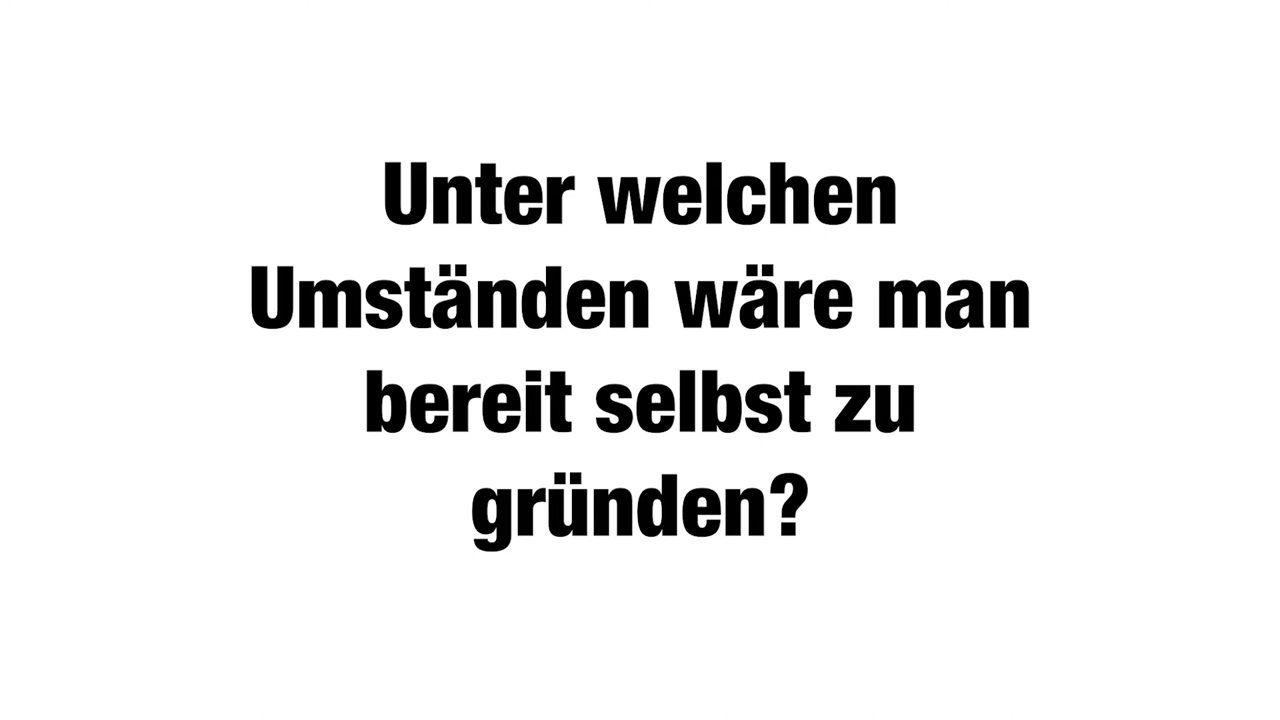 Unter welchen
Umständen wäre man
bereit selbst zu
gründen?